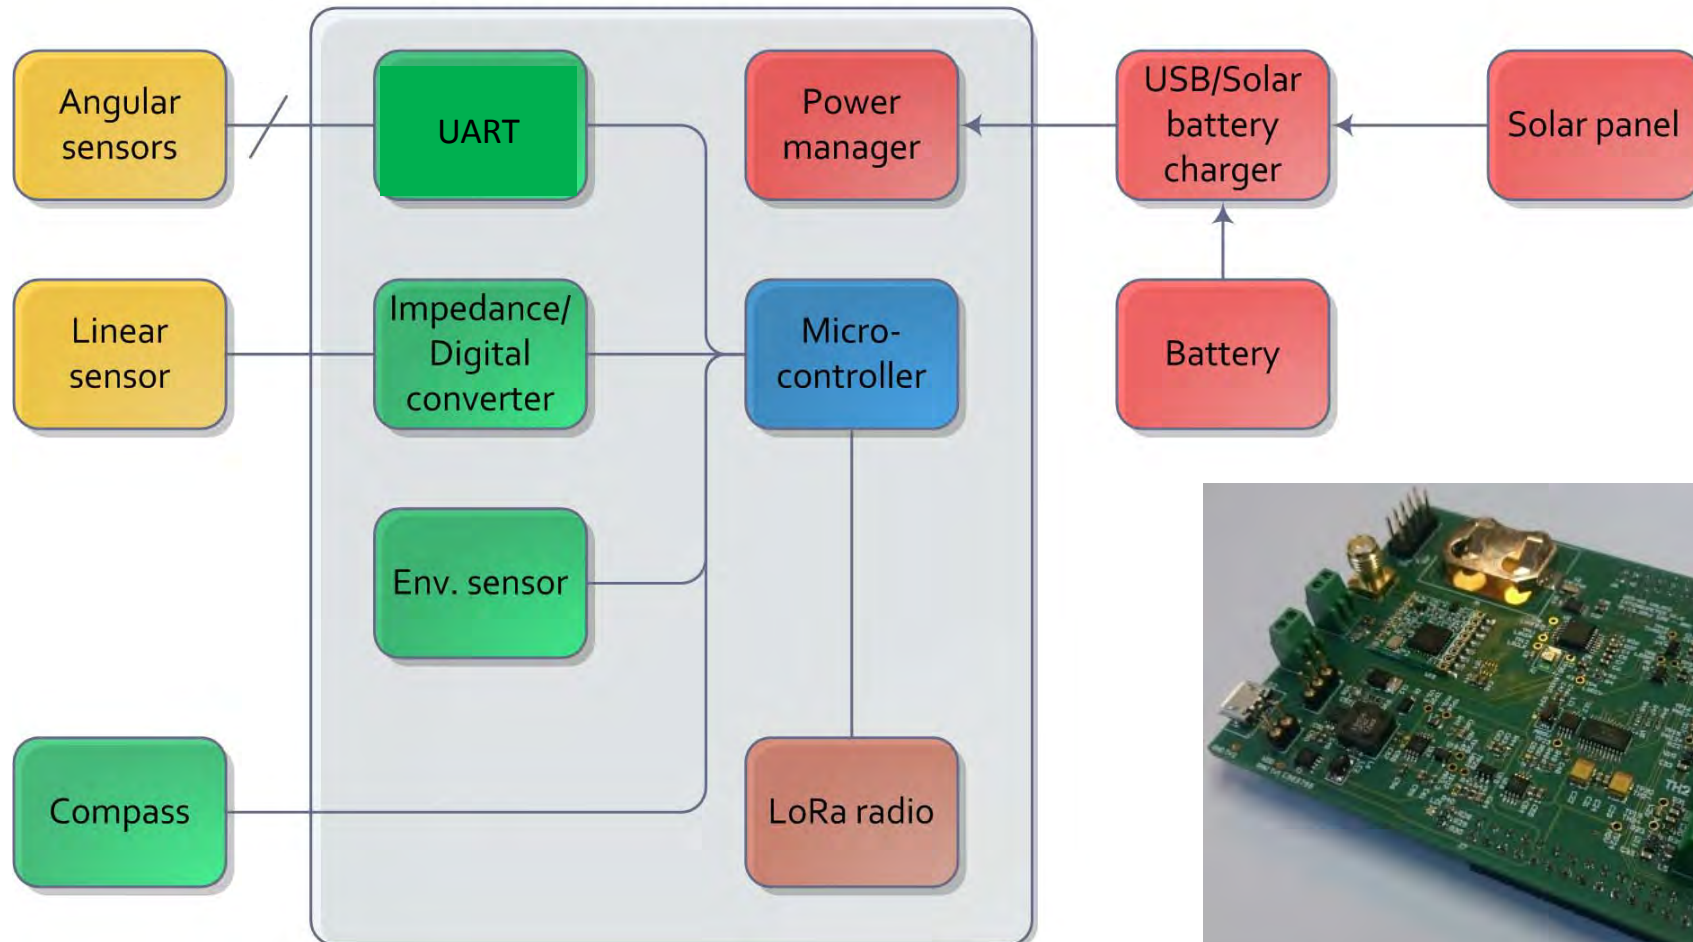 Angular
sensors
UART
Power
manager
USB/Solar
battery
charger
Solar panel
Linear
sensor
Impedance/
Digital
converter
Micro-
controller
Battery
Env. sensor
Compass
LoRa radio
TH2